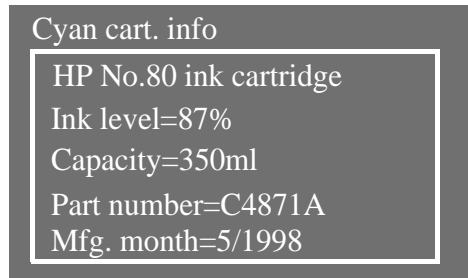 Cyan cart. info
HP No.80 ink cartridge
Ink level=87%
Capacity=350ml
Part number=C4871A
Mfg. month=5/1998